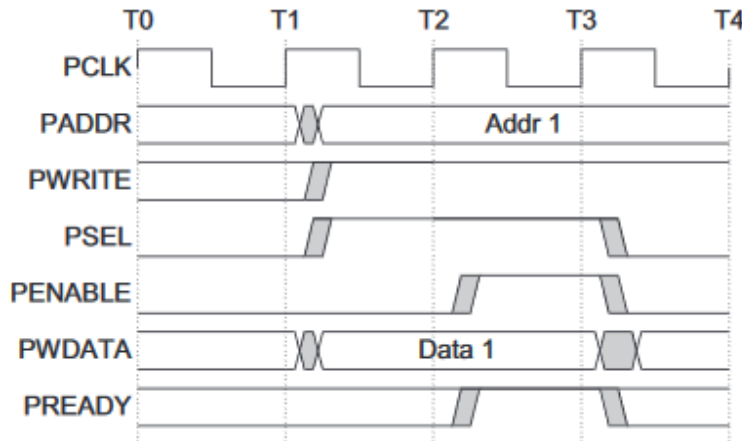 T0 T1 T2 T3 T4
PCLK
PADDR Addr 1
PWRITE
PSEL
PENABLE
PWDATA Data 1
PREADY